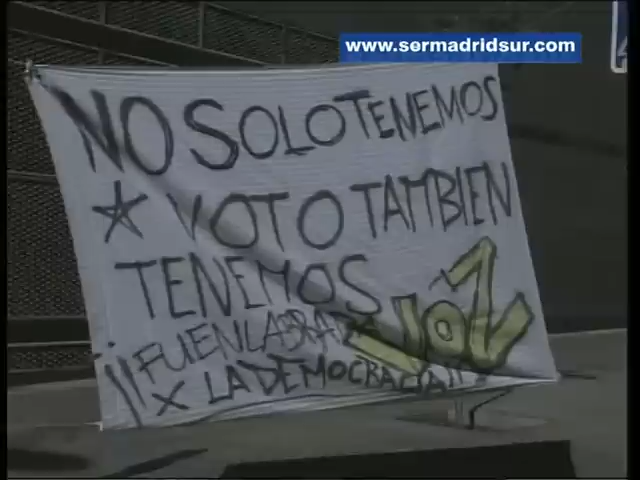 www.sermadridsur.com
NO SOLO TENEMOS
VOTO TAMBIEN
TENEMOS VOZ
¡¡FUENLABRADA
X LA DEMOCRACIA!!